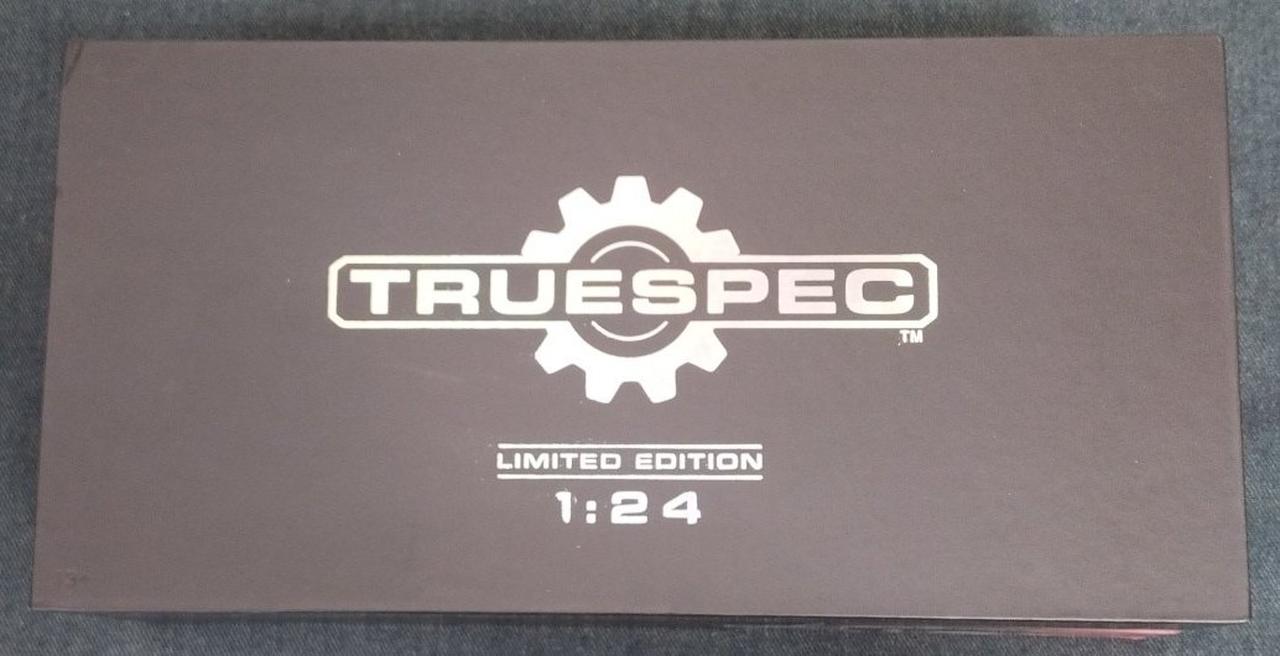 TRUESPEC
TM
LIMITED EDITION
1:24